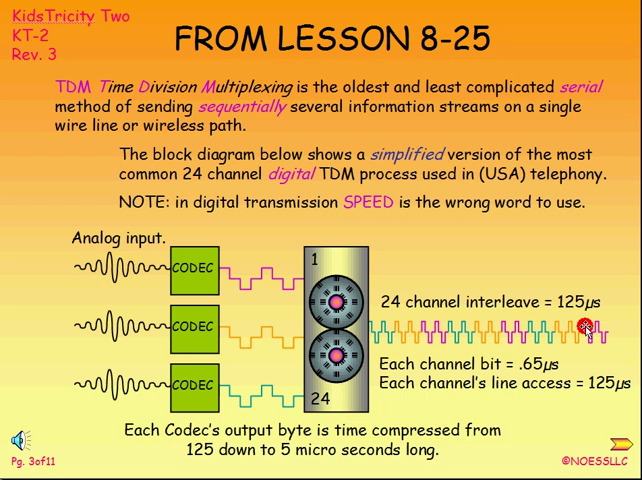 KidsTricity Two
KT-2
Rev. 3
FROM LESSON 8-25
TDM Time Division Multiplexing is the oldest and least complicated serial
method of sending sequentially several information streams on a single
wire line or wireless path.
The block diagram below shows a simplified version of the most
common 24 channel digital TDM process used in (USA) telephony.
NOTE: in digital transmission SPEED is the wrong word to use.
Analog input.
CODEC
1
24 channel interleave = 125µs
CODEC
Each channel bit = .65µs
Each channel's line access = 125µs
CODEC
24
Each Codec's output byte is time compressed from
125 down to 5 micro seconds long.
Pg. 3of11
©NOESSLLC